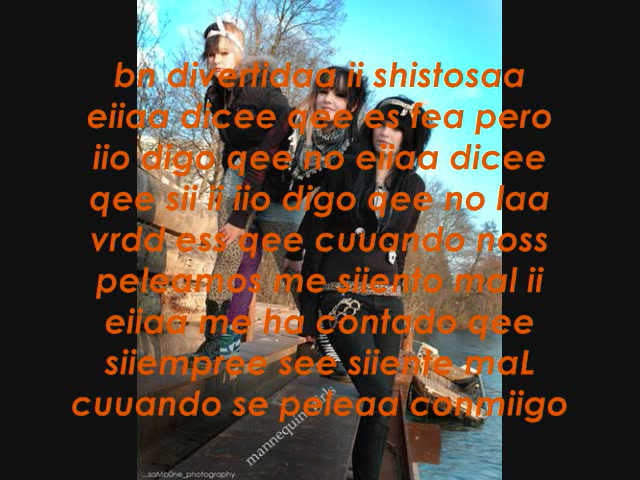 bn divertidaa ii shistosaa
eiiaa dicee qee es fea pero
iio digo qee no eiiaa dicee
qee sii ii iio digo qee no laa
vrdd ess qee cuuando noss
peleamos me siiento mal ii
eiiaa me ha contado qee
siiempree see siiente maL
cuuando se peleaa conmiigo
saMb0ne_photography